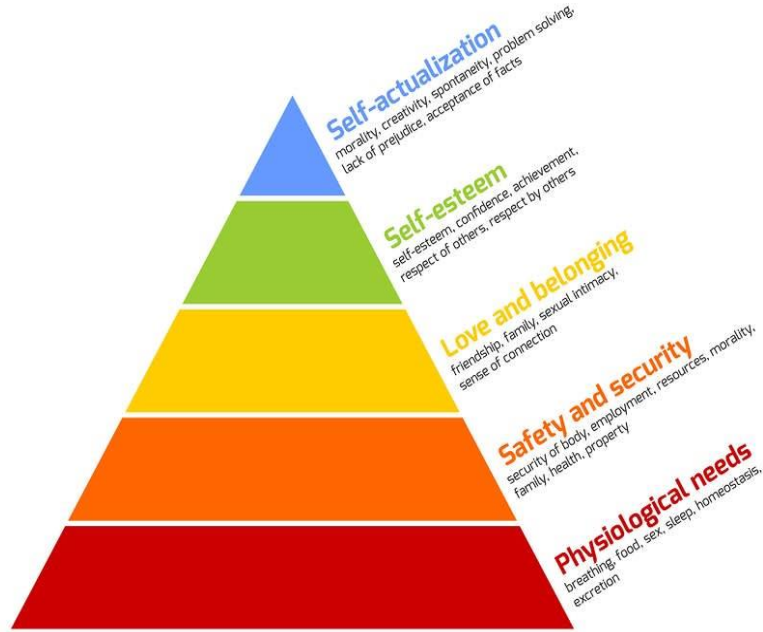 Self-actualization
morality, creativity, spontaneity, problem solving,
lack of prejudice, acceptance of facts
Self-esteem
self-esteem, confidence, achievement,
respect of others, respect by others
Love and belonging
friendship, family, sexual intimacy,
sense of connection
Safety and security
security of body, employment, resources, morality,
family, health, property
Physiological needs
breathing, food, sex, sleep, homeostasis,
excretion